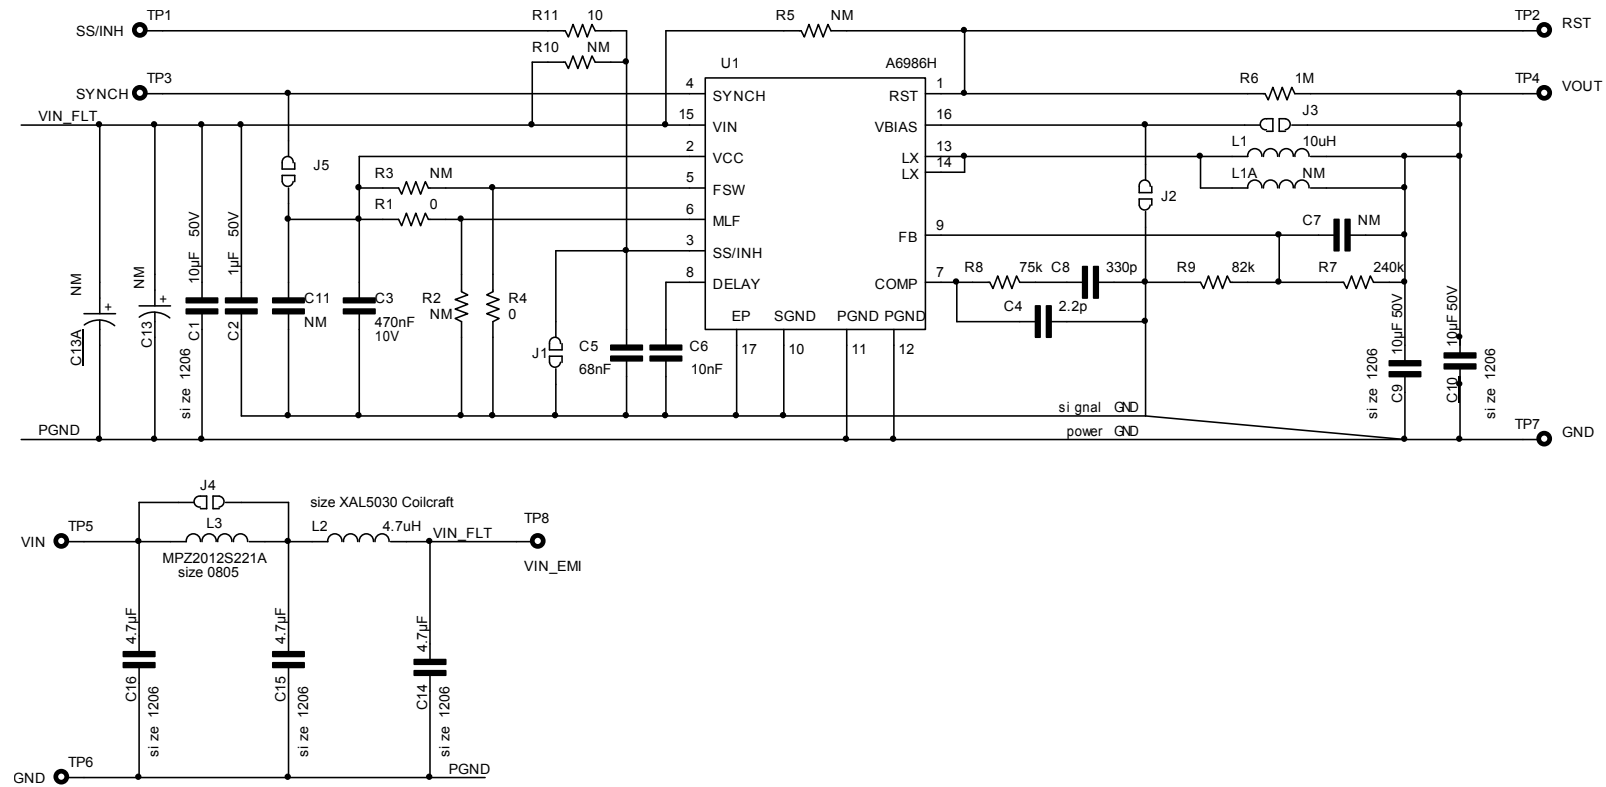 TP1
R11 10
R5 NM
TP2
RST
SS/INH
R10 NM
U1
A6986H
TP3
SYNCH
4
SYNCH
RST
1
R6 1M
TP4
VOUT
VIN_FLT
15
VIN
VBIAS
16
J3
2
VCC
LX
13
L1 10uH
LX
14
J5
R3 NM
5
FSW
L1A NM
J2
R1 0
6
MLF
C7 NM
3
SS/INH
FB
9
8
DELAY
COMP
7
R8 75k
C8 330p
R9 82k
R7 240k
C4 2.2p
NM
C13A
NM
C13
10µF 50V
C1
size 1206
1µF 50V
C2
C11
NM
C3
470nF
10V
R2
NM
R4
0
EP
SGND
PGND
PGND
17
10
11
12
J1
C5
68nF
C6
10nF
10µF 50V
C9
size 1206
10µF 50V
C10
size 1206
signal GND
PGND
power GND
TP7
GND
J4
size XAL5030 Coilcraft
TP5
VIN
L3
L2 4.7uH
VIN_FLT
TP8
MPZ2012S221A
size 0805
VIN_EMI
4.7µF
C16
size 1206
4.7µF
C15
size 1206
4.7µF
C14
size 1206
TP6
GND
PGND